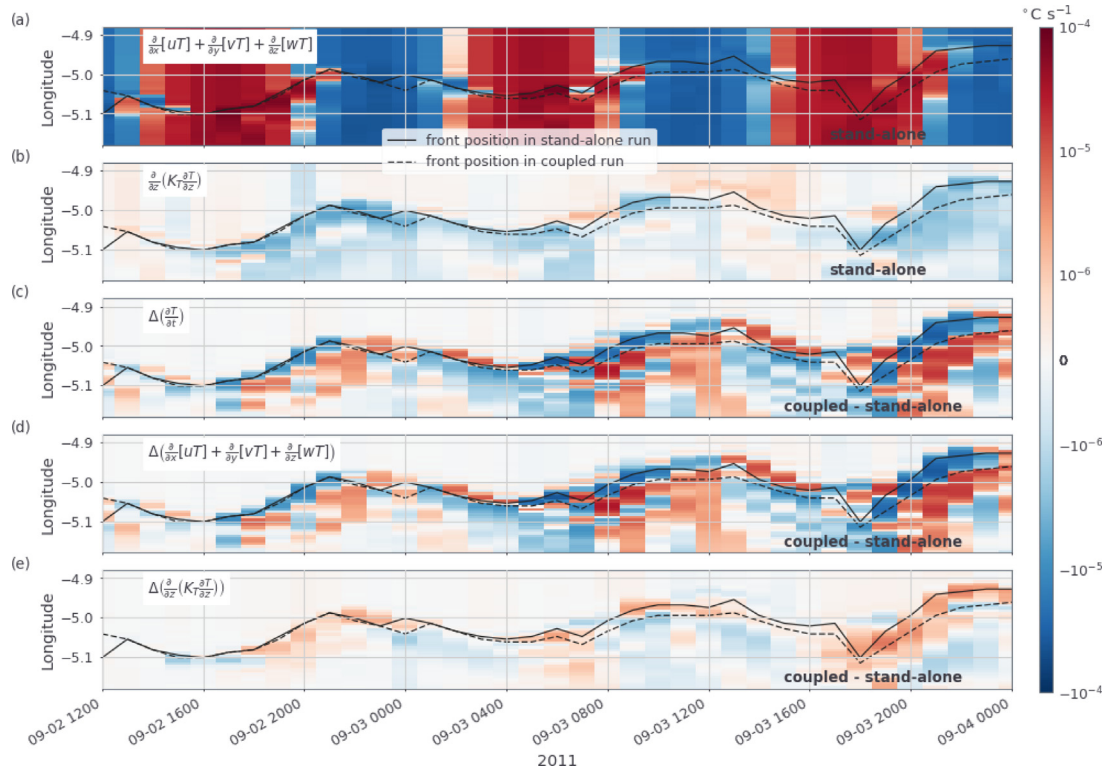 (a)
°C s⁻¹
Longitude
−4.9
−5.0
−5.1
∂/∂x[uT] + ∂/∂y[vT] + ∂/∂z[wT]
stand-alone
front position in stand-alone run
front position in coupled run
(b)
Longitude
−4.9
−5.0
−5.1
∂/∂z(K_T ∂T/∂z)
stand-alone
(c)
Longitude
−4.9
−5.0
−5.1
Δ(∂T/∂t)
coupled - stand-alone
(d)
Longitude
−4.9
−5.0
−5.1
Δ(∂/∂x[uT] + ∂/∂y[vT] + ∂/∂z[wT])
coupled - stand-alone
(e)
Longitude
−4.9
−5.0
−5.1
Δ(∂/∂z(K_T ∂T/∂z))
coupled - stand-alone
09-02 1200
09-02 1600
09-02 2000
09-03 0000
09-03 0400
09-03 0800
09-03 1200
09-03 1600
09-03 2000
09-04 0000
2011
10⁻⁴
10⁻⁵
10⁻⁶
0
−10⁻⁶
−10⁻⁵
−10⁻⁴